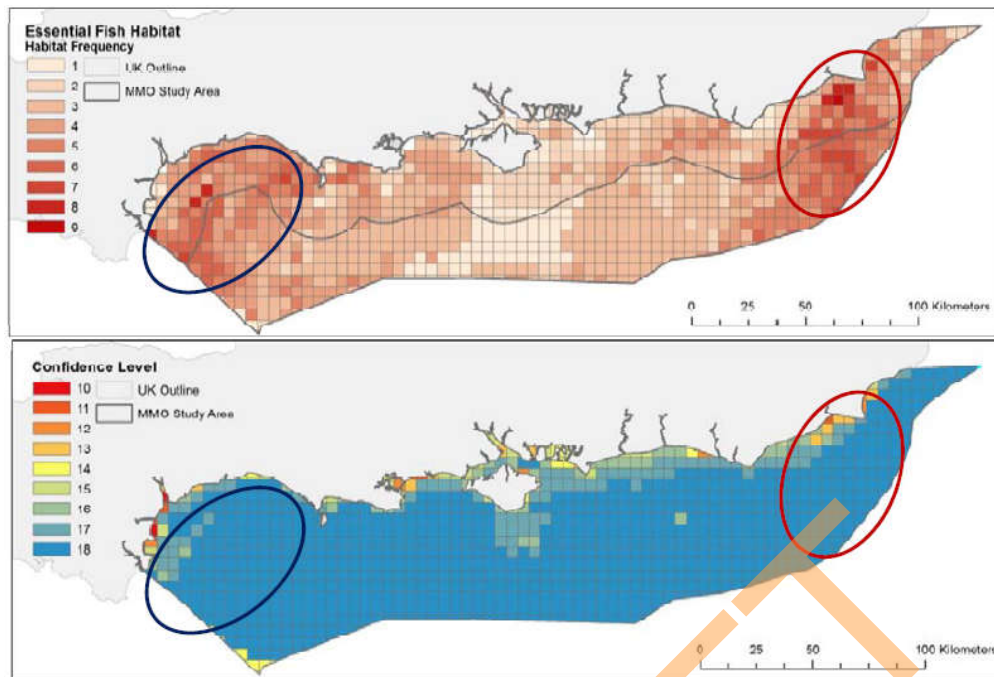 Essential Fish Habitat
Habitat Frequency
1 UK Outline
2 MMO Study Area
3
4
5
6
7
8
9
0 25 50 100 Kilometers
Confidence Level
10 UK Outline
11 MMO Study Area
12
13
14
15
16
17
18
0 25 50 100 Kilometers